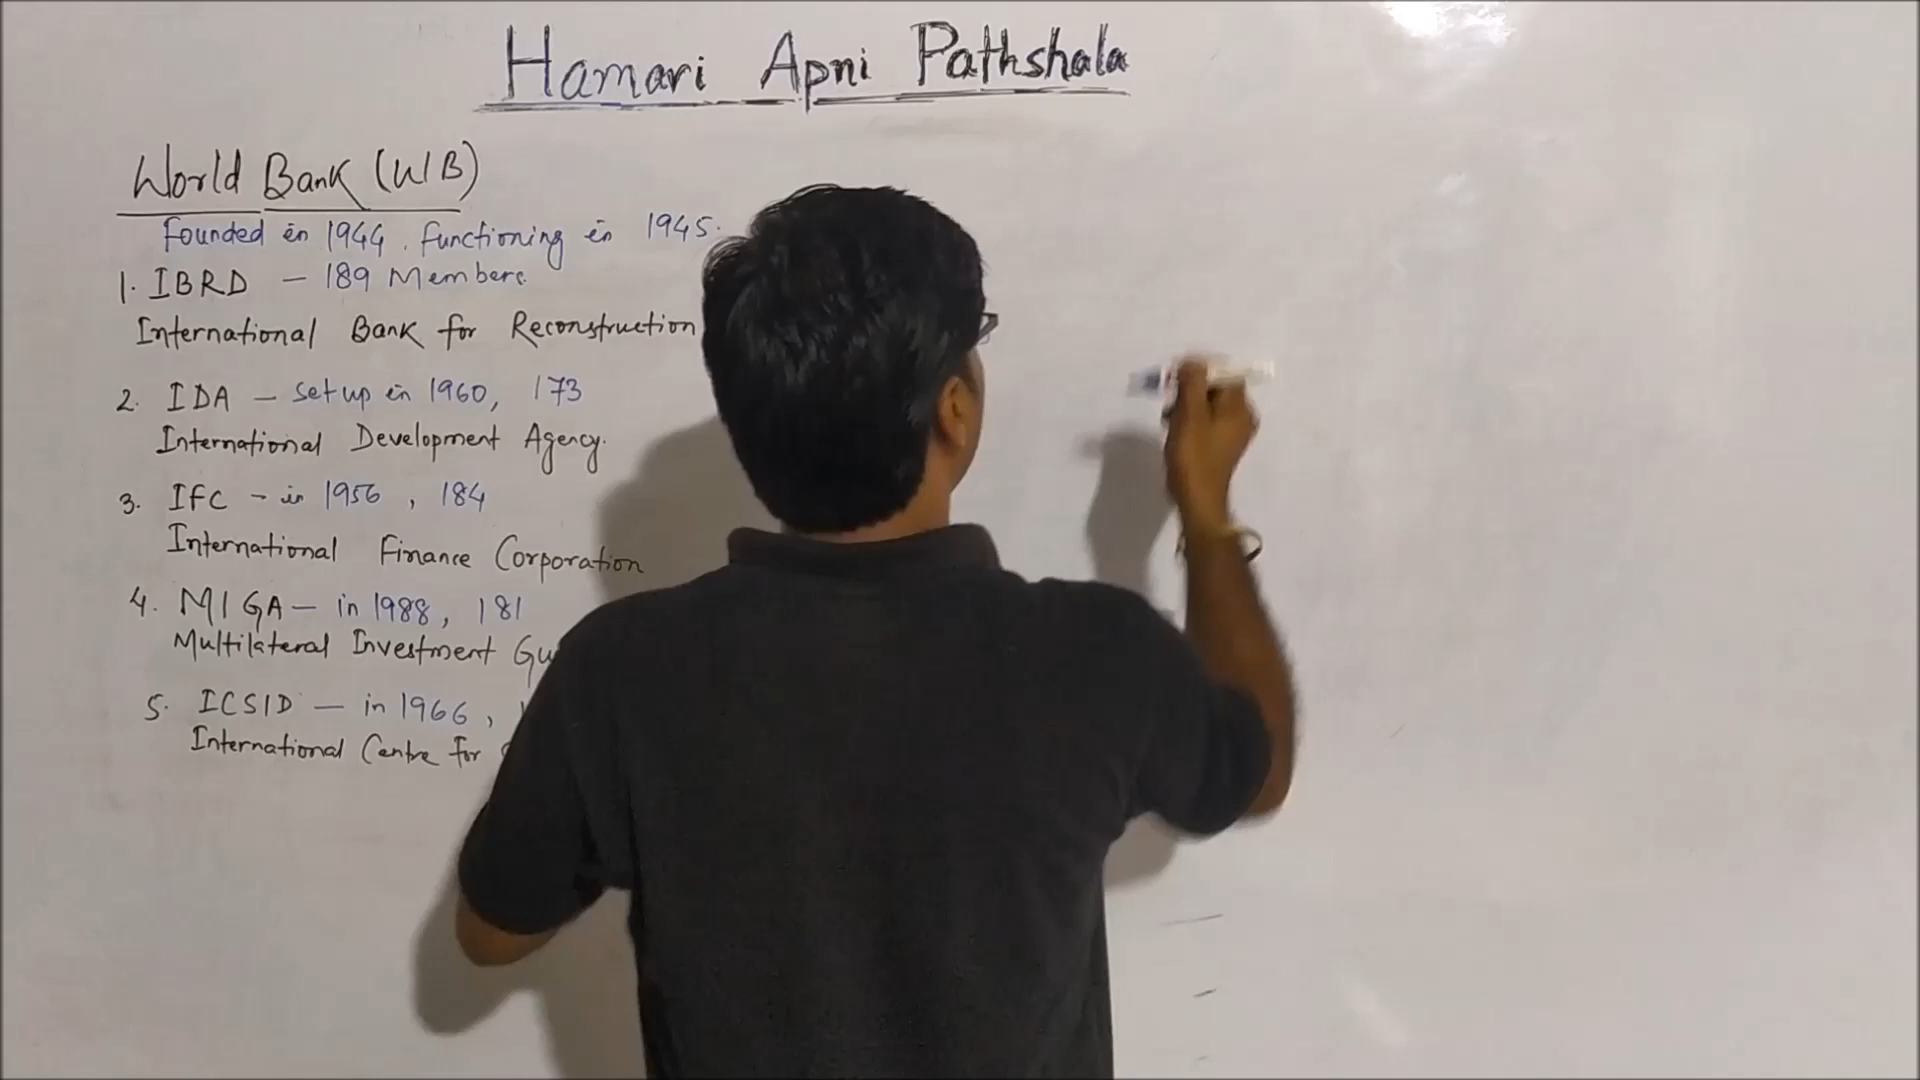 Hamari Apni Pathshala
World Bank (WB)
Founded in 1944. functioning in 1945.
1. IBRD - 189 Members.
International Bank for Reconstruction
2. IDA - set up in 1960, 173
International Development Agency.
3. IFC - in 1956, 184
International Finance Corporation
4. MIGA - in 1988, 181
Multilateral Investment
5. ICSID - in 1966,
International Centre for